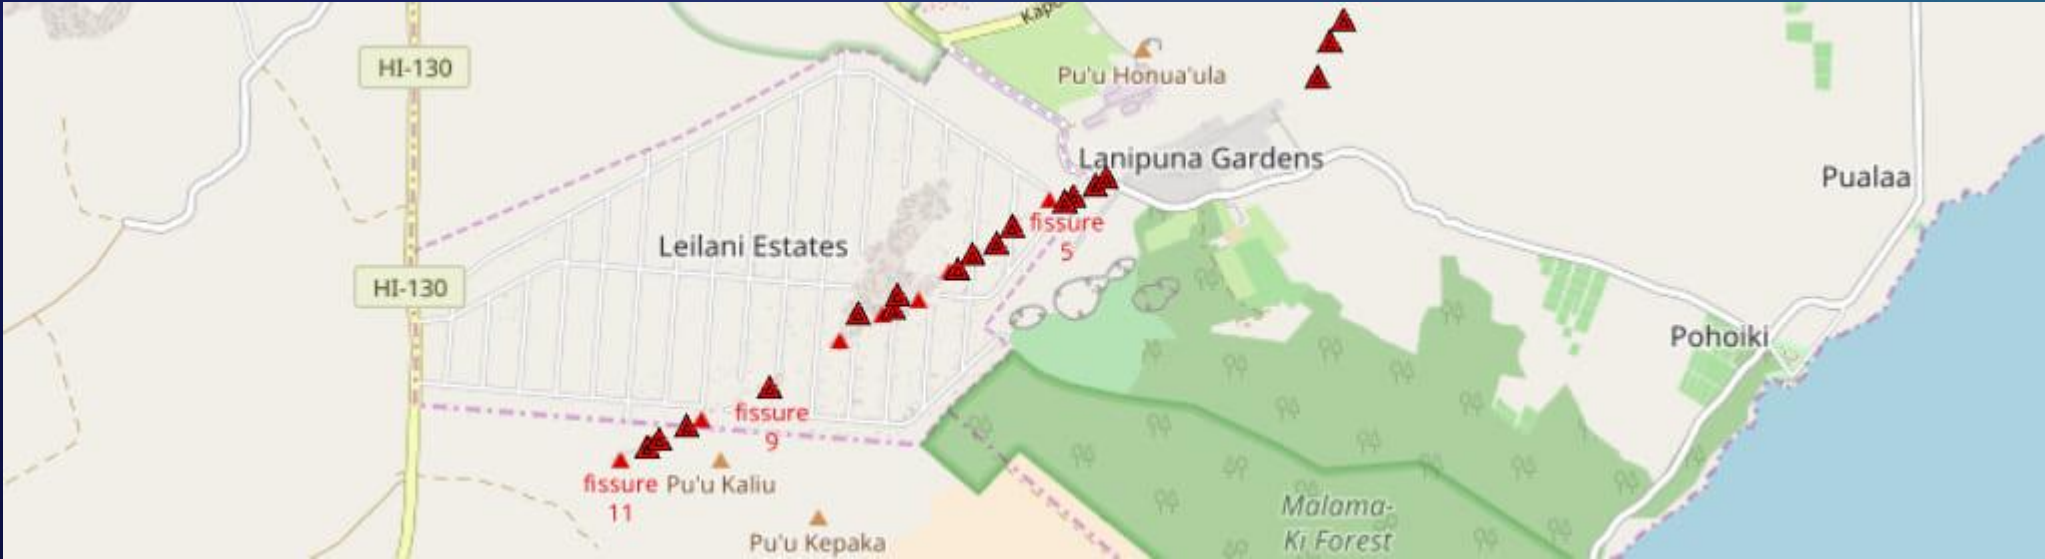 Kapo
HI-130
Pu'u Honua'ula
Lanipuna Gardens
Pualaa
fissure
5
Leilani Estates
HI-130
Pohoiki
fissure
9
fissure
11
Pu'u Kaliu
Malama-
Ki Forest
Pu'u Kepaka